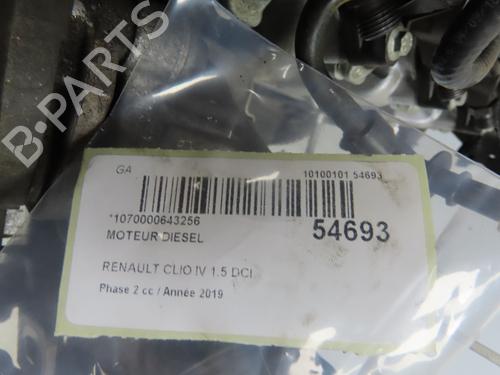 B-PARTS
GA
10100101 54693
*1070000643256
54693
MOTEUR DIESEL
RENAULT CLIO IV 1.5 DCI
Phase 2 cc / Année 2019